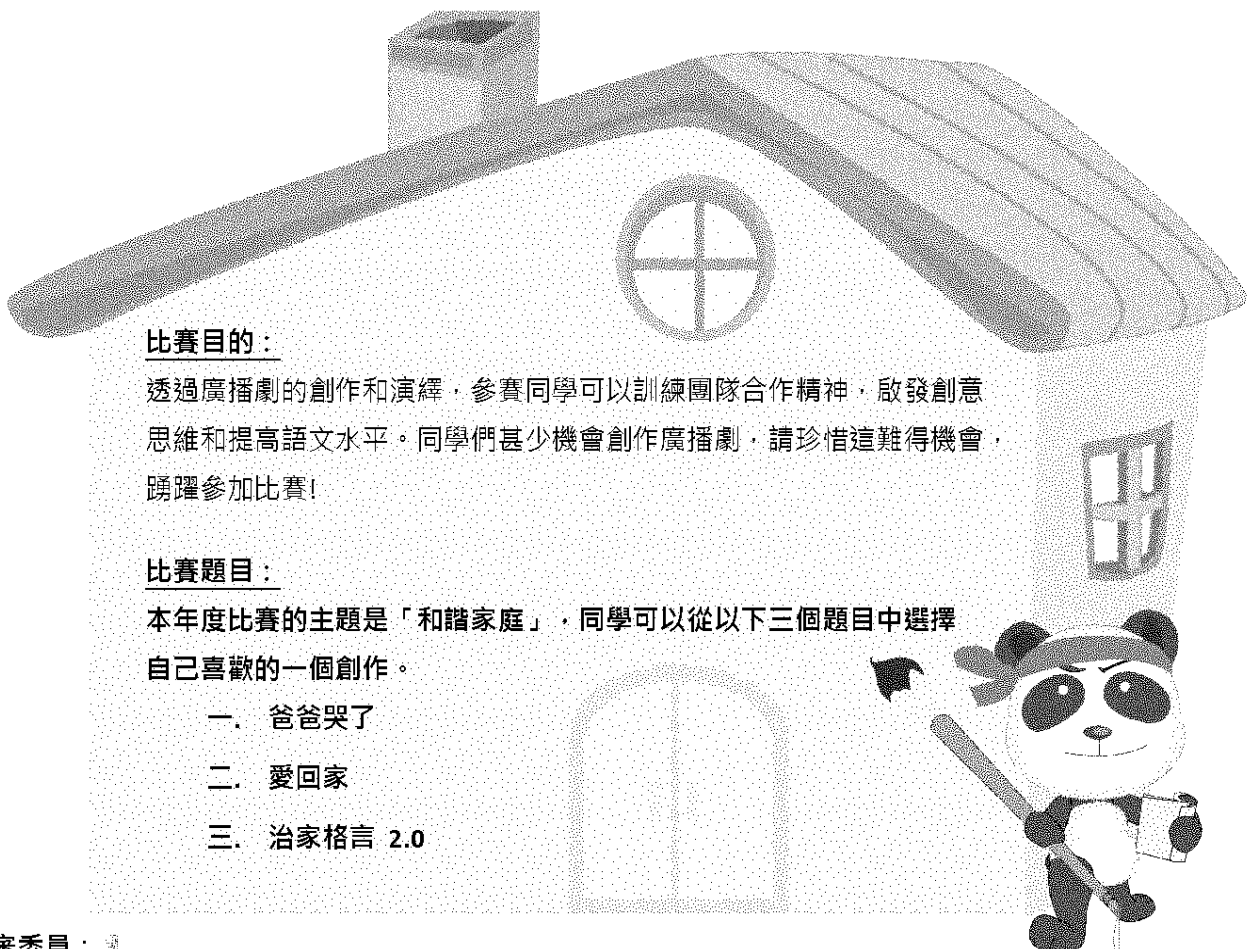 比賽目的：
透過廣播劇的創作和演繹，參賽同學可以訓練團隊合作精神，啟發創意
思維和提高語文水平。同學們甚少機會創作廣播劇，請珍惜這難得機會，
踴躍參加比賽!
比賽題目：
本年度比賽的主題是「和諧家庭」，同學可以從以下三個題目中選擇
自己喜歡的一個創作。
一. 爸爸哭了
二. 愛回家
三. 治家格言 2.0
委員：